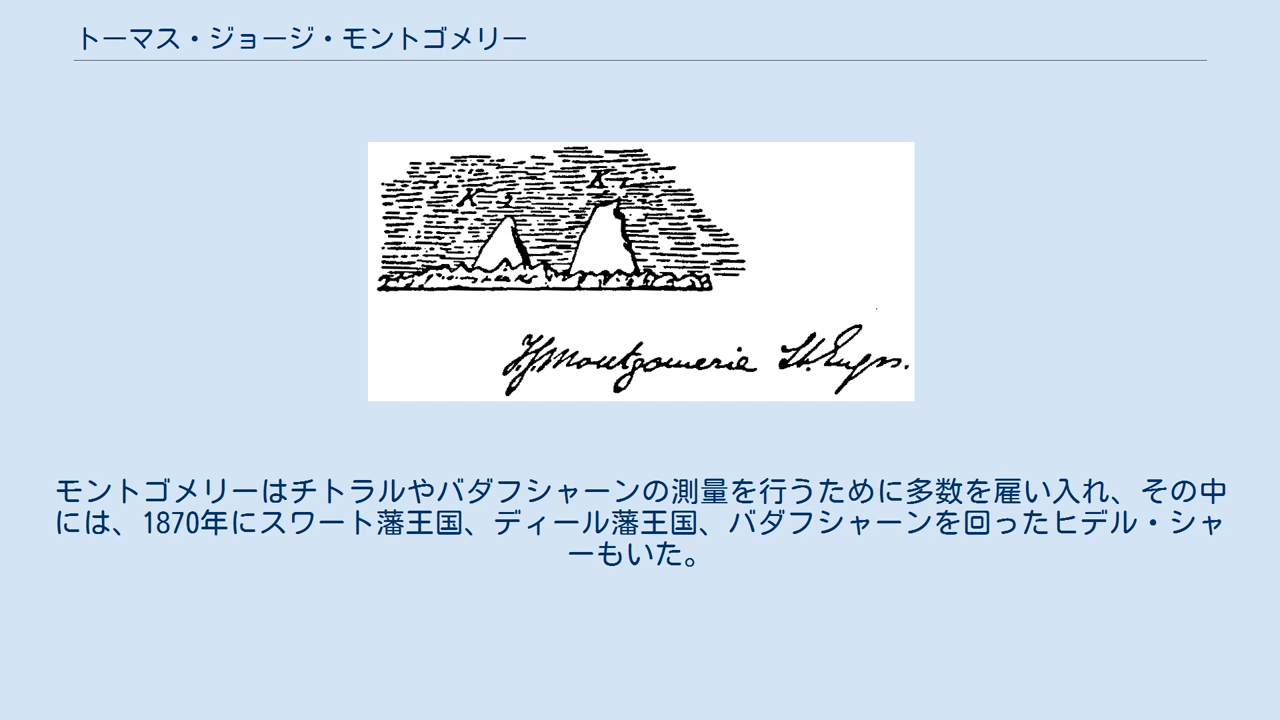 トーマス・ジョージ・モントゴメリー
K 2
K 1
T.G. Montgomerie Lt. Engrs.
モントゴメリーはチトラルやバダフシャーンの測量を行うために多数を雇い入れ、その中
には、1870年にスワート藩王国、ディール藩王国、バダフシャーンを回ったヒデル・シャ
ーもいた。